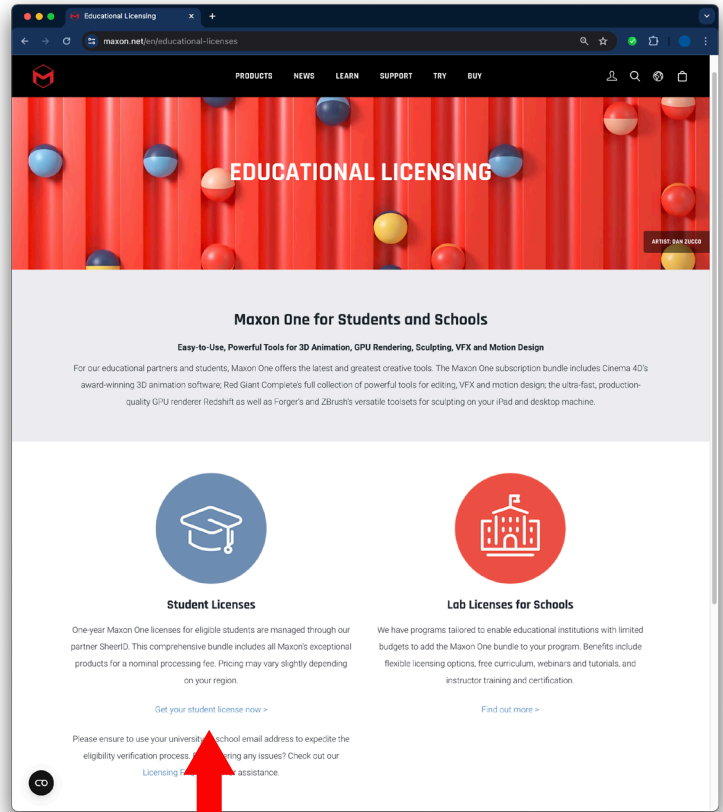 Educational Licensing
maxon.net/en/educational-licenses
PRODUCTS NEWS LEARN SUPPORT TRY BUY
EDUCATIONAL LICENSING
ARTIST: DAN ZUCCO
Maxon One for Students and Schools
Easy-to-Use, Powerful Tools for 3D Animation, GPU Rendering, Sculpting, VFX and Motion Design
For our educational partners and students, Maxon One offers the latest and greatest creative tools. The Maxon One subscription bundle includes Cinema 4D's
award-winning 3D animation software; Red Giant Complete's full collection of powerful tools for editing, VFX and motion design; the ultra-fast, production-
quality GPU renderer Redshift as well as Forger's and ZBrush's versatile toolsets for sculpting on your iPad and desktop machine.
Student Licenses
One-year Maxon One licenses for eligible students are managed through our
partner SheerID. This comprehensive bundle includes all Maxon's exceptional
products for a nominal processing fee. Pricing may vary slightly depending
on your region.
Get your student license now >
Please ensure to use your university school email address to expedite the
eligibility verification process. any issues? Check out our
Licensing assistance.
Lab Licenses for Schools
We have programs tailored to enable educational institutions with limited
budgets to add the Maxon One bundle to your program. Benefits include
flexible licensing options, free curriculum, webinars and tutorials, and
instructor training and certification.
Find out more >